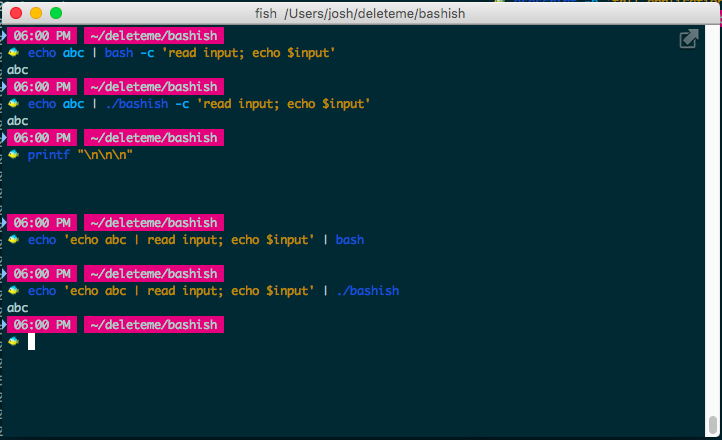 fish /Users/josh/deleteme/bashish
06:00 PM ~/deleteme/bashish
echo abc | bash -c 'read input; echo $input'
abc
06:00 PM ~/deleteme/bashish
echo abc | ./bashish -c 'read input; echo $input'
abc
06:00 PM ~/deleteme/bashish
printf "\n\n\n"
06:00 PM ~/deleteme/bashish
echo 'echo abc | read input; echo $input' | bash
06:00 PM ~/deleteme/bashish
echo 'echo abc | read input; echo $input' | ./bashish
abc
06:00 PM ~/deleteme/bashish